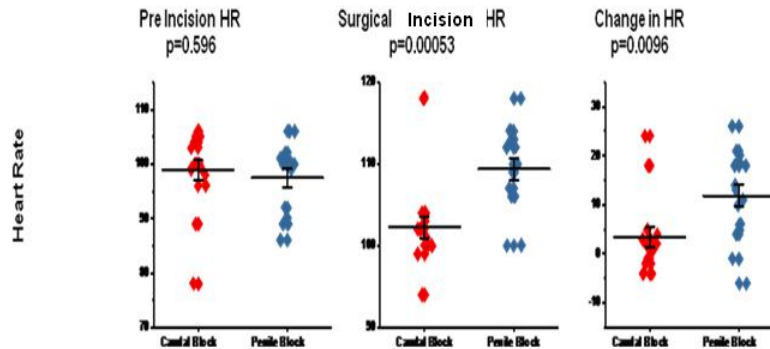 Pre Incision HR
p=0.596
Surgical Incision HR
p=0.00053
Change in HR
p=0.0096
Heart Rate
110
100
90
80
70
Caudal Block
Penile Block
120
110
100
90
Caudal Block
Penile Block
30
20
10
0
-10
Caudal Block
Penile Block